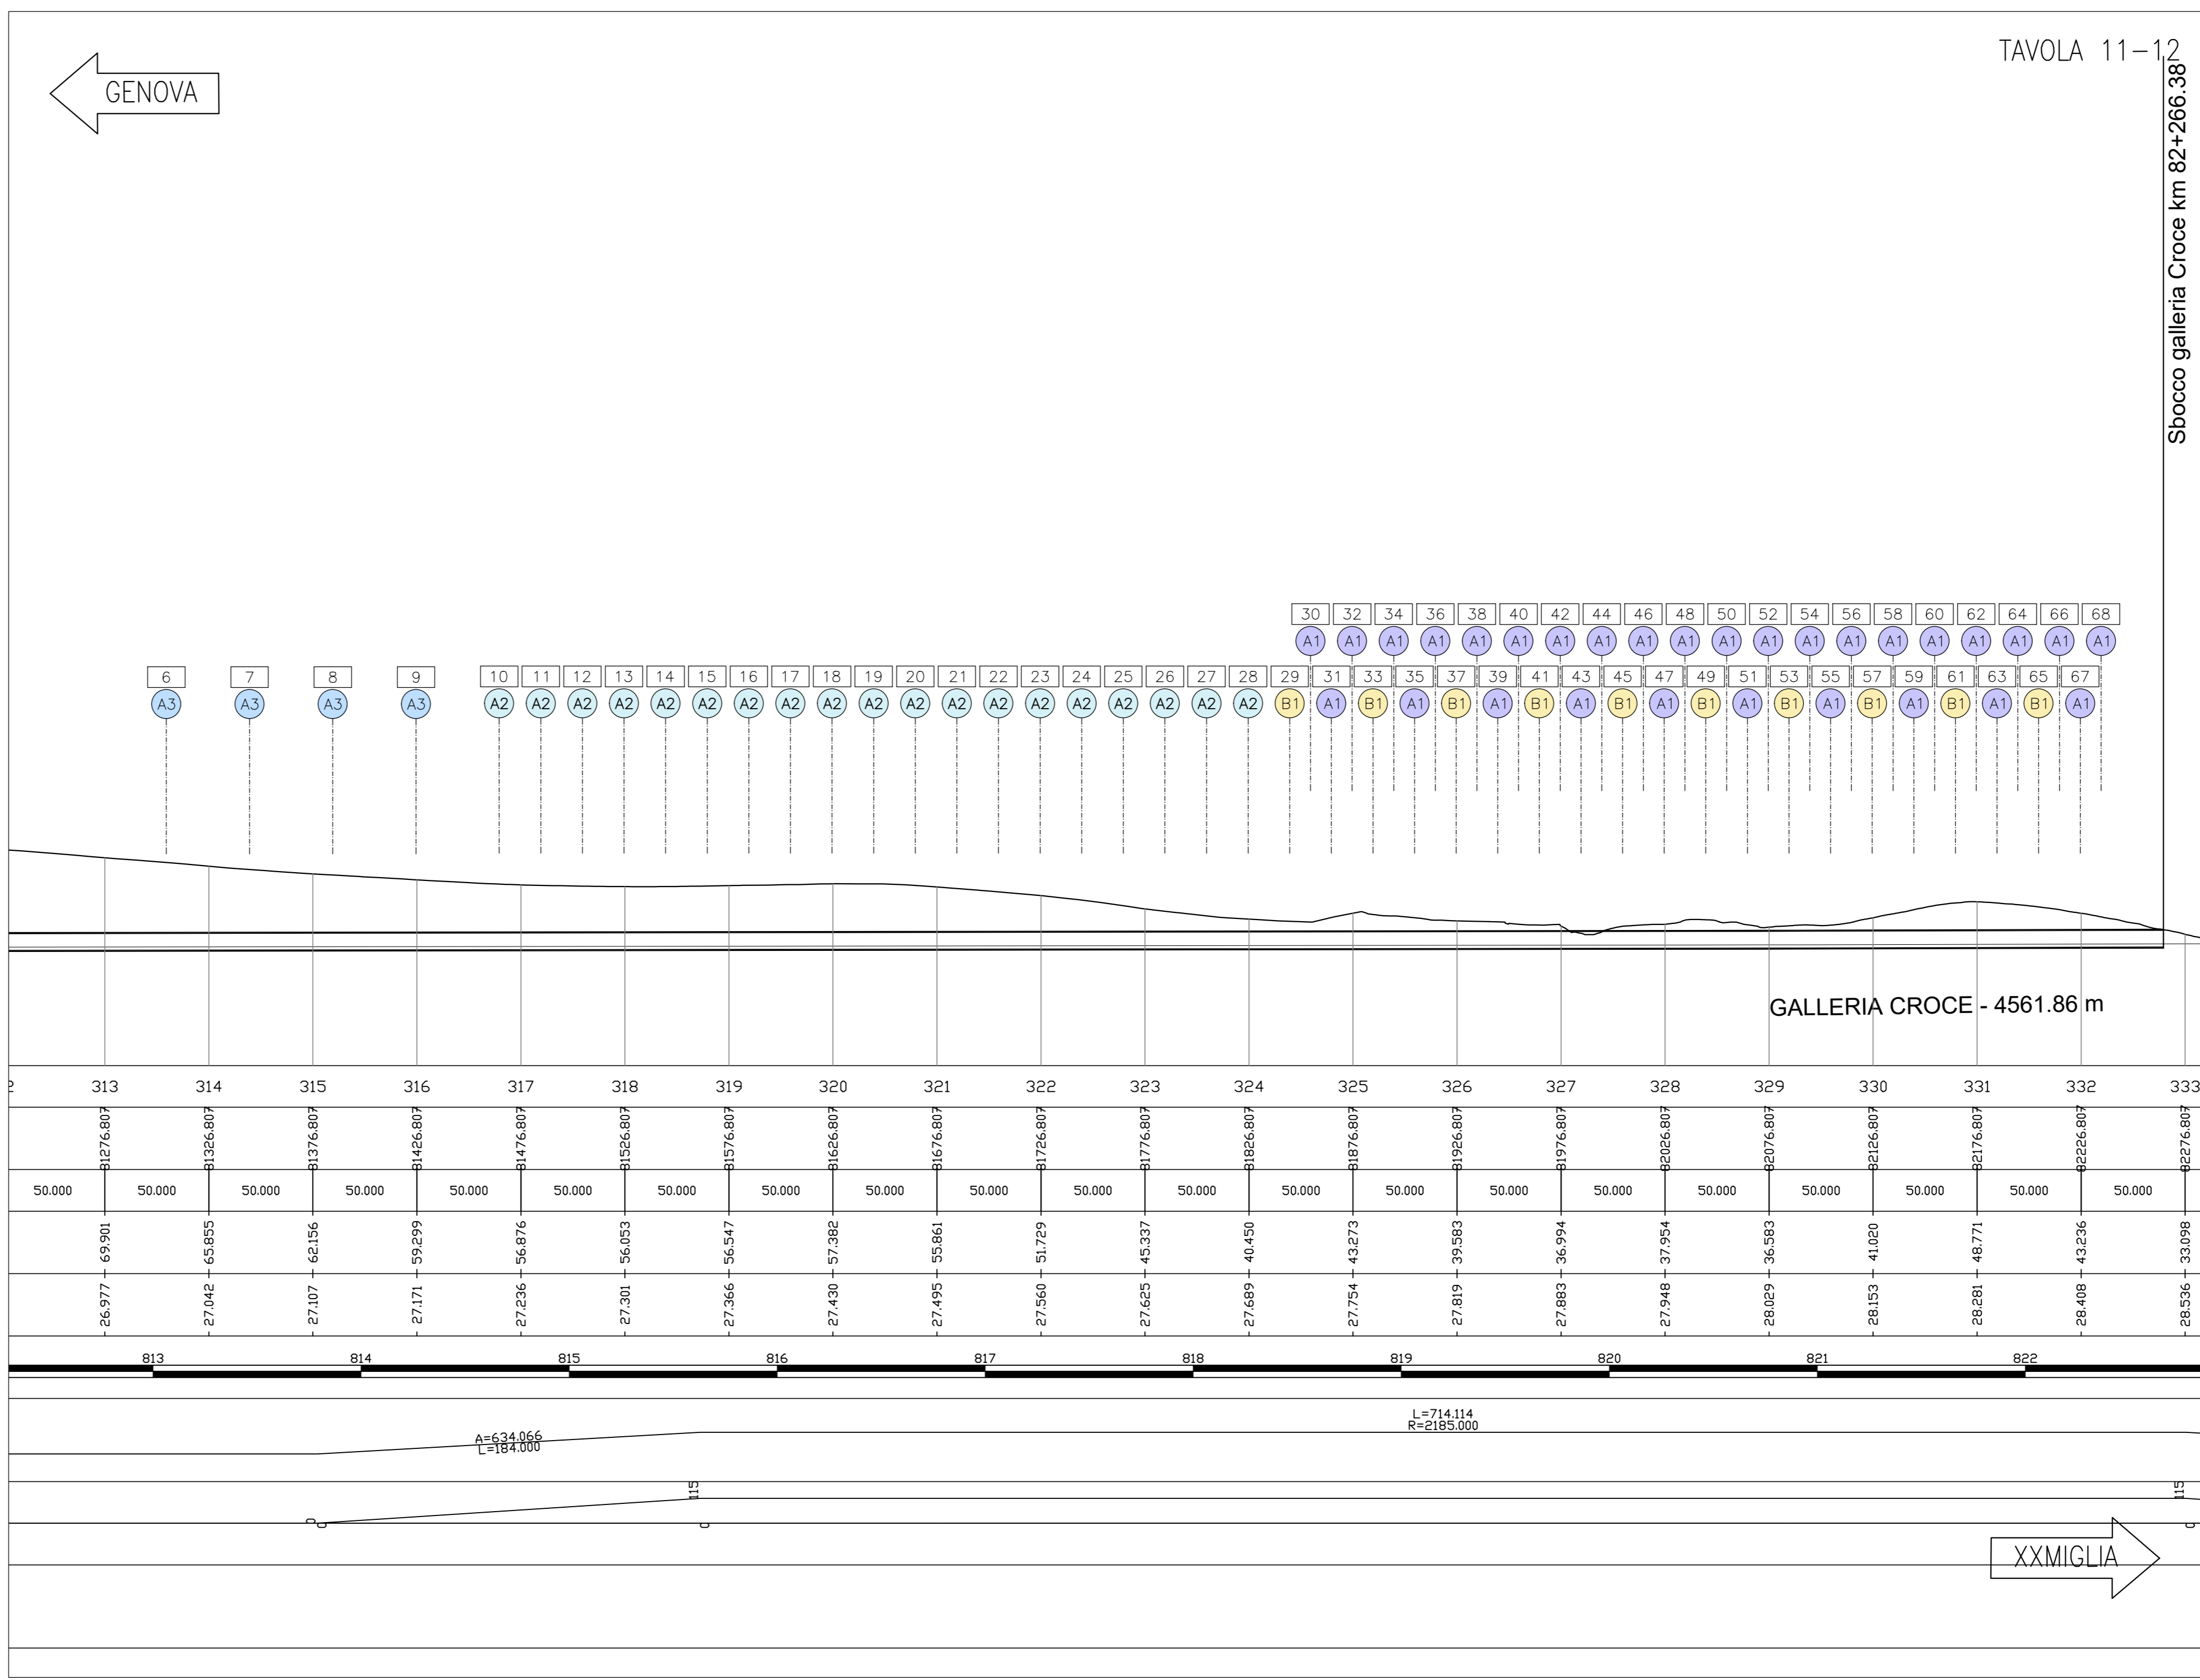 TAVOLA 11-12
GENOVA
Sbocco galleria Croce km 82+266.38
30 32 34 36 38 40 42 44 46 48 50 52 54 56 58 60 62 64 66 68
A1 A1 A1 A1 A1 A1 A1 A1 A1 A1 A1 A1 A1 A1 A1 A1 A1 A1 A1 A1
6 7 8 9 10 11 12 13 14 15 16 17 18 19 20 21 22 23 24 25 26 27 28 29 31 33 35 37 39 41 43 45 47 49 51 53 55 57 59 61 63 65 67
A3 A3 A3 A3 A2 A2 A2 A2 A2 A2 A2 A2 A2 A2 A2 A2 A2 A2 A2 A2 A2 A2 A2 B1 A1 B1 A1 B1 A1 B1 A1 B1 A1 B1 A1 B1 A1 B1 A1 B1 A1 B1 A1
GALLERIA CROCE - 4561.86 m
313 314 315 316 317 318 319 320 321 322 323 324 325 326 327 328 329 330 331 332 333
81276.807 81326.807 81376.807 81426.807 81476.807 81526.807 81576.807 81626.807 81676.807 81726.807 81776.807 81826.807 81876.807 81926.807 81976.807 82026.807 82076.807 82126.807 82176.807 82226.807 82276.807
50.000 50.000 50.000 50.000 50.000 50.000 50.000 50.000 50.000 50.000 50.000 50.000 50.000 50.000 50.000 50.000 50.000 50.000 50.000 50.000 50.000
69.901 65.855 62.156 59.299 56.876 56.053 56.547 57.382 55.861 51.729 45.337 40.450 43.273 39.583 36.994 37.954 36.583 41.020 48.771 43.236 33.098
26.977 27.042 27.107 27.171 27.236 27.301 27.366 27.430 27.495 27.560 27.625 27.689 27.754 27.819 27.883 27.948 28.029 28.153 28.281 28.408 28.536
813 814 815 816 817 818 819 820 821 822
L=714.114
R=2185.000
A=634.066
L=184.000
115 115
0 0 0 0
XXMIGLIA